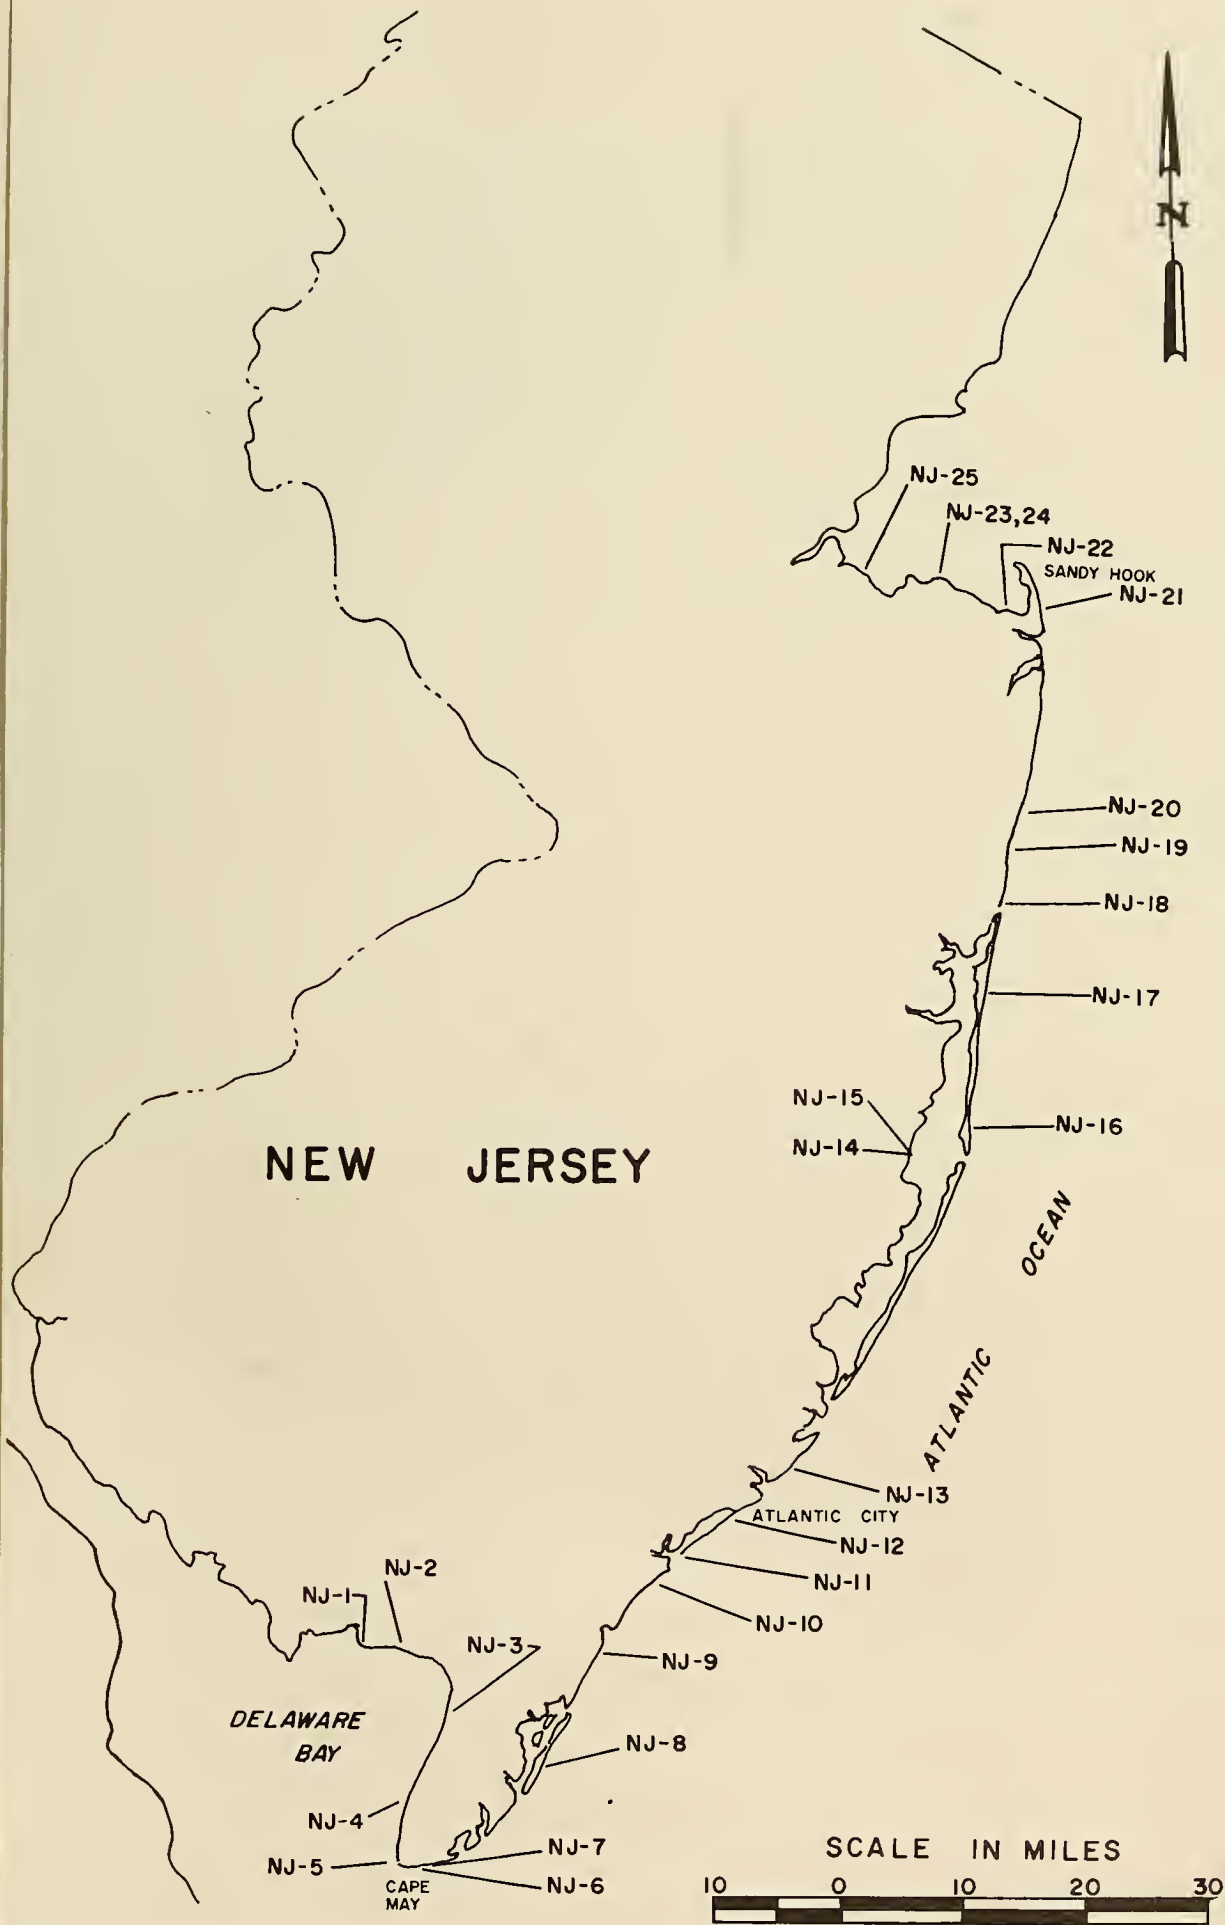 N
NJ-25
NJ-23,24
NJ-22
SANDY HOOK
NJ-21
NJ-20
NJ-19
NJ-18
NJ-17
NJ-15
NJ-16
NJ-14
NEW JERSEY
ATLANTIC OCEAN
NJ-13
ATLANTIC CITY
NJ-12
NJ-11
NJ-10
NJ-9
NJ-2
NJ-1
NJ-3
DELAWARE
BAY
NJ-8
NJ-4
NJ-7
NJ-5
NJ-6
CAPE
MAY
SCALE IN MILES
10 0 10 20 30